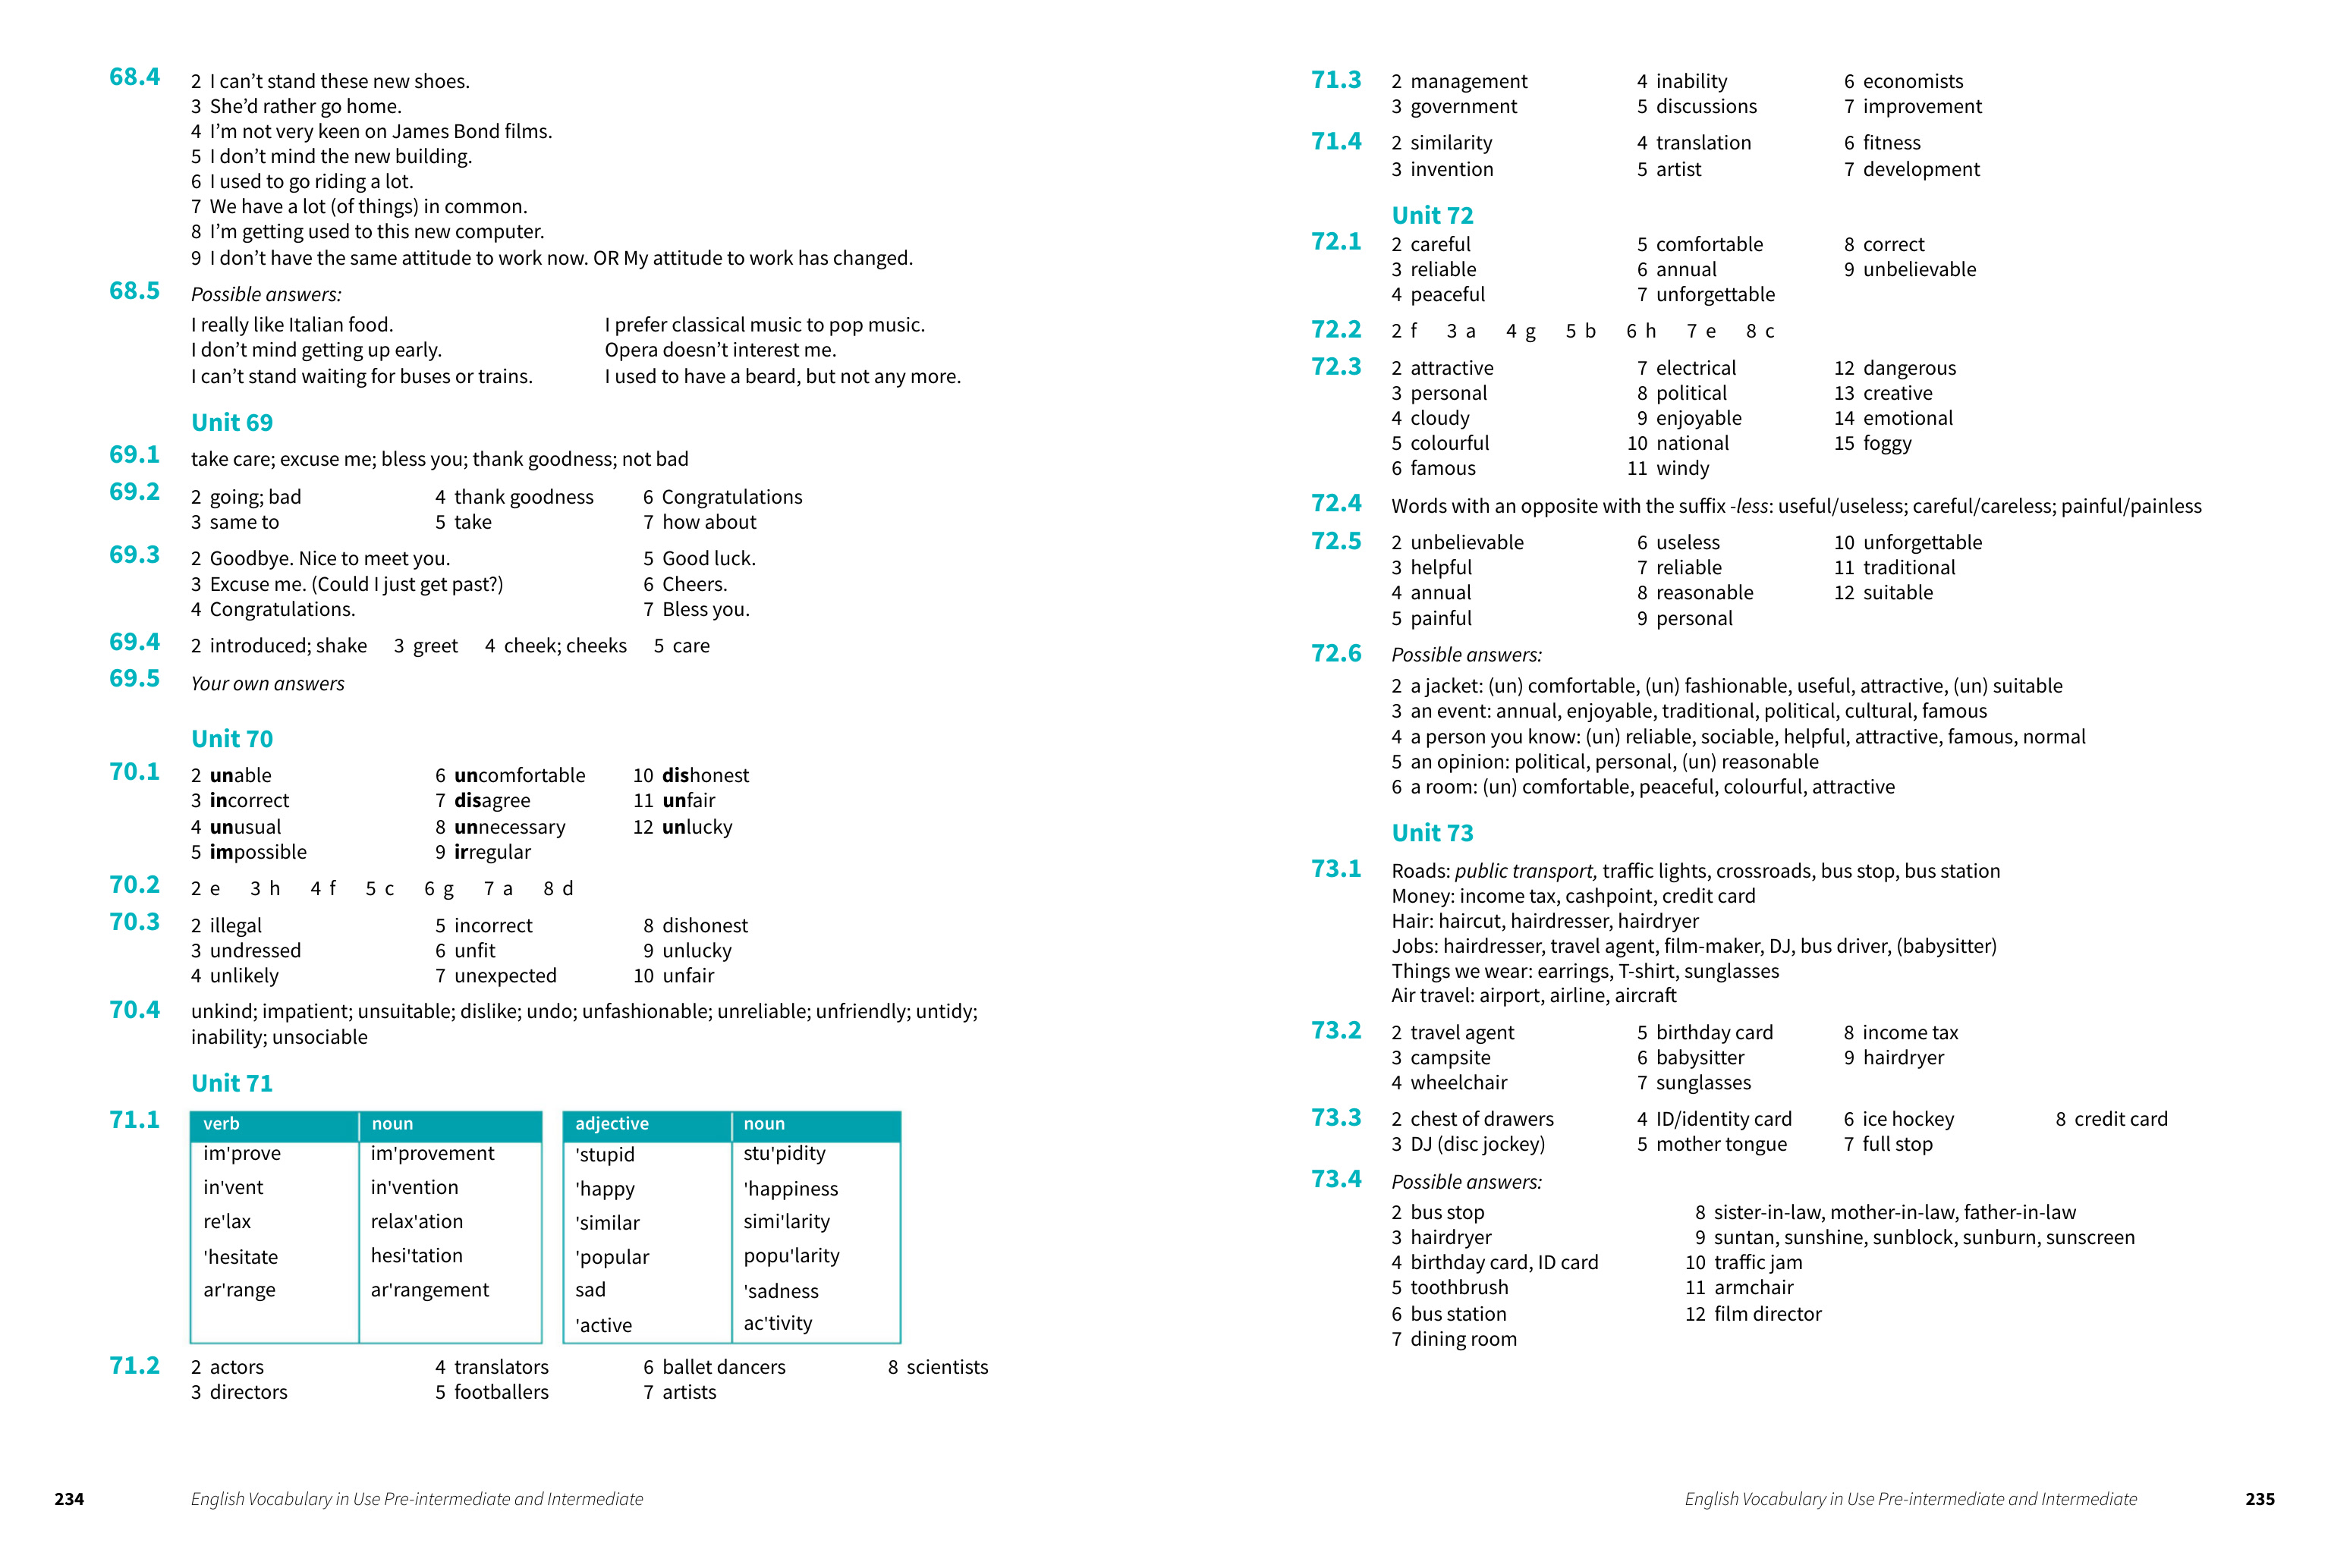 68.4 2 I can't stand these new shoes.
3 She'd rather go home.
4 I'm not very keen on James Bond films.
5 I don't mind the new building.
6 I used to go riding a lot.
7 We have a lot (of things) in common.
8 I'm getting used to this new computer.
9 I don't have the same attitude to work now. OR My attitude to work has changed.
68.5 Possible answers:
I really like Italian food. I prefer classical music to pop music.
I don't mind getting up early. Opera doesn't interest me.
I can't stand waiting for buses or trains. I used to have a beard, but not any more.
Unit 69
69.1 take care; excuse me; bless you; thank goodness; not bad
69.2 2 going; bad 4 thank goodness 6 Congratulations
3 same to 5 take 7 how about
69.3 2 Goodbye. Nice to meet you. 5 Good luck.
3 Excuse me. (Could I just get past?) 6 Cheers.
4 Congratulations. 7 Bless you.
69.4 2 introduced; shake 3 greet 4 cheek; cheeks 5 care
69.5 Your own answers
Unit 70
70.1 2 unable 6 uncomfortable 10 dishonest
3 incorrect 7 disagree 11 unfair
4 unusual 8 unnecessary 12 unlucky
5 impossible 9 irregular
70.2 2 e 3 h 4 f 5 c 6 g 7 a 8 d
70.3 2 illegal 5 incorrect 8 dishonest
3 undressed 6 unfit 9 unlucky
4 unlikely 7 unexpected 10 unfair
70.4 unkind; impatient; unsuitable; dislike; undo; unfashionable; unreliable; unfriendly; untidy;
inability; unsociable
Unit 71
71.1 verb noun adjective noun
im'prove im'provement 'stupid stu'pidity
in'vent in'vention 'happy 'happiness
re'lax relax'ation 'similar simi'larity
'hesitate hesi'tation 'popular popu'larity
ar'range ar'rangement sad 'sadness
'active ac'tivity
71.2 2 actors 4 translators 6 ballet dancers 8 scientists
3 directors 5 footballers 7 artists
234 English Vocabulary in Use Pre-intermediate and Intermediate
71.3 2 management 4 inability 6 economists
3 government 5 discussions 7 improvement
71.4 2 similarity 4 translation 6 fitness
3 invention 5 artist 7 development
Unit 72
72.1 2 careful 5 comfortable 8 correct
3 reliable 6 annual 9 unbelievable
4 peaceful 7 unforgettable
72.2 2 f 3 a 4 g 5 b 6 h 7 e 8 c
72.3 2 attractive 7 electrical 12 dangerous
3 personal 8 political 13 creative
4 cloudy 9 enjoyable 14 emotional
5 colourful 10 national 15 foggy
6 famous 11 windy
72.4 Words with an opposite with the suffix -less: useful/useless; careful/careless; painful/painless
72.5 2 unbelievable 6 useless 10 unforgettable
3 helpful 7 reliable 11 traditional
4 annual 8 reasonable 12 suitable
5 painful 9 personal
72.6 Possible answers:
2 a jacket: (un) comfortable, (un) fashionable, useful, attractive, (un) suitable
3 an event: annual, enjoyable, traditional, political, cultural, famous
4 a person you know: (un) reliable, sociable, helpful, attractive, famous, normal
5 an opinion: political, personal, (un) reasonable
6 a room: (un) comfortable, peaceful, colourful, attractive
Unit 73
73.1 Roads: public transport, traffic lights, crossroads, bus stop, bus station
Money: income tax, cashpoint, credit card
Hair: haircut, hairdresser, hairdryer
Jobs: hairdresser, travel agent, film-maker, DJ, bus driver, (babysitter)
Things we wear: earrings, T-shirt, sunglasses
Air travel: airport, airline, aircraft
73.2 2 travel agent 5 birthday card 8 income tax
3 campsite 6 babysitter 9 hairdryer
4 wheelchair 7 sunglasses
73.3 2 chest of drawers 4 ID/identity card 6 ice hockey 8 credit card
3 DJ (disc jockey) 5 mother tongue 7 full stop
73.4 Possible answers:
2 bus stop 8 sister-in-law, mother-in-law, father-in-law
3 hairdryer 9 suntan, sunshine, sunblock, sunburn, sunscreen
4 birthday card, ID card 10 traffic jam
5 toothbrush 11 armchair
6 bus station 12 film director
7 dining room
English Vocabulary in Use Pre-intermediate and Intermediate 235